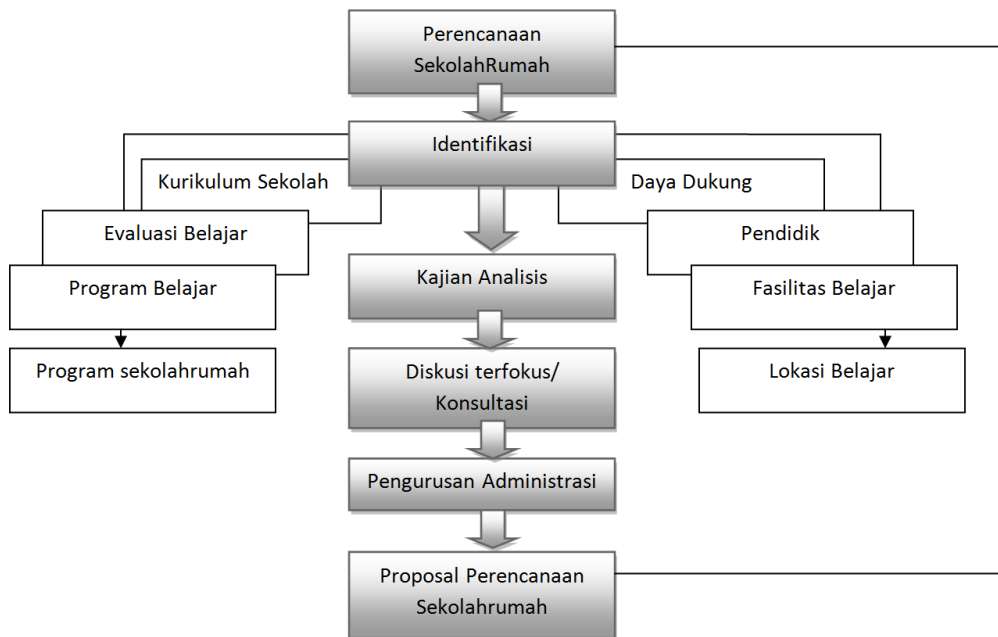 Perencanaan
SekolahRumah
Identifikasi
Kurikulum Sekolah
Daya Dukung
Evaluasi Belajar
Pendidik
Kajian Analisis
Program Belajar
Fasilitas Belajar
Program sekolahrumah
Diskusi terfokus/
Konsultasi
Lokasi Belajar
Pengurusan Administrasi
Proposal Perencanaan
Sekolahrumah